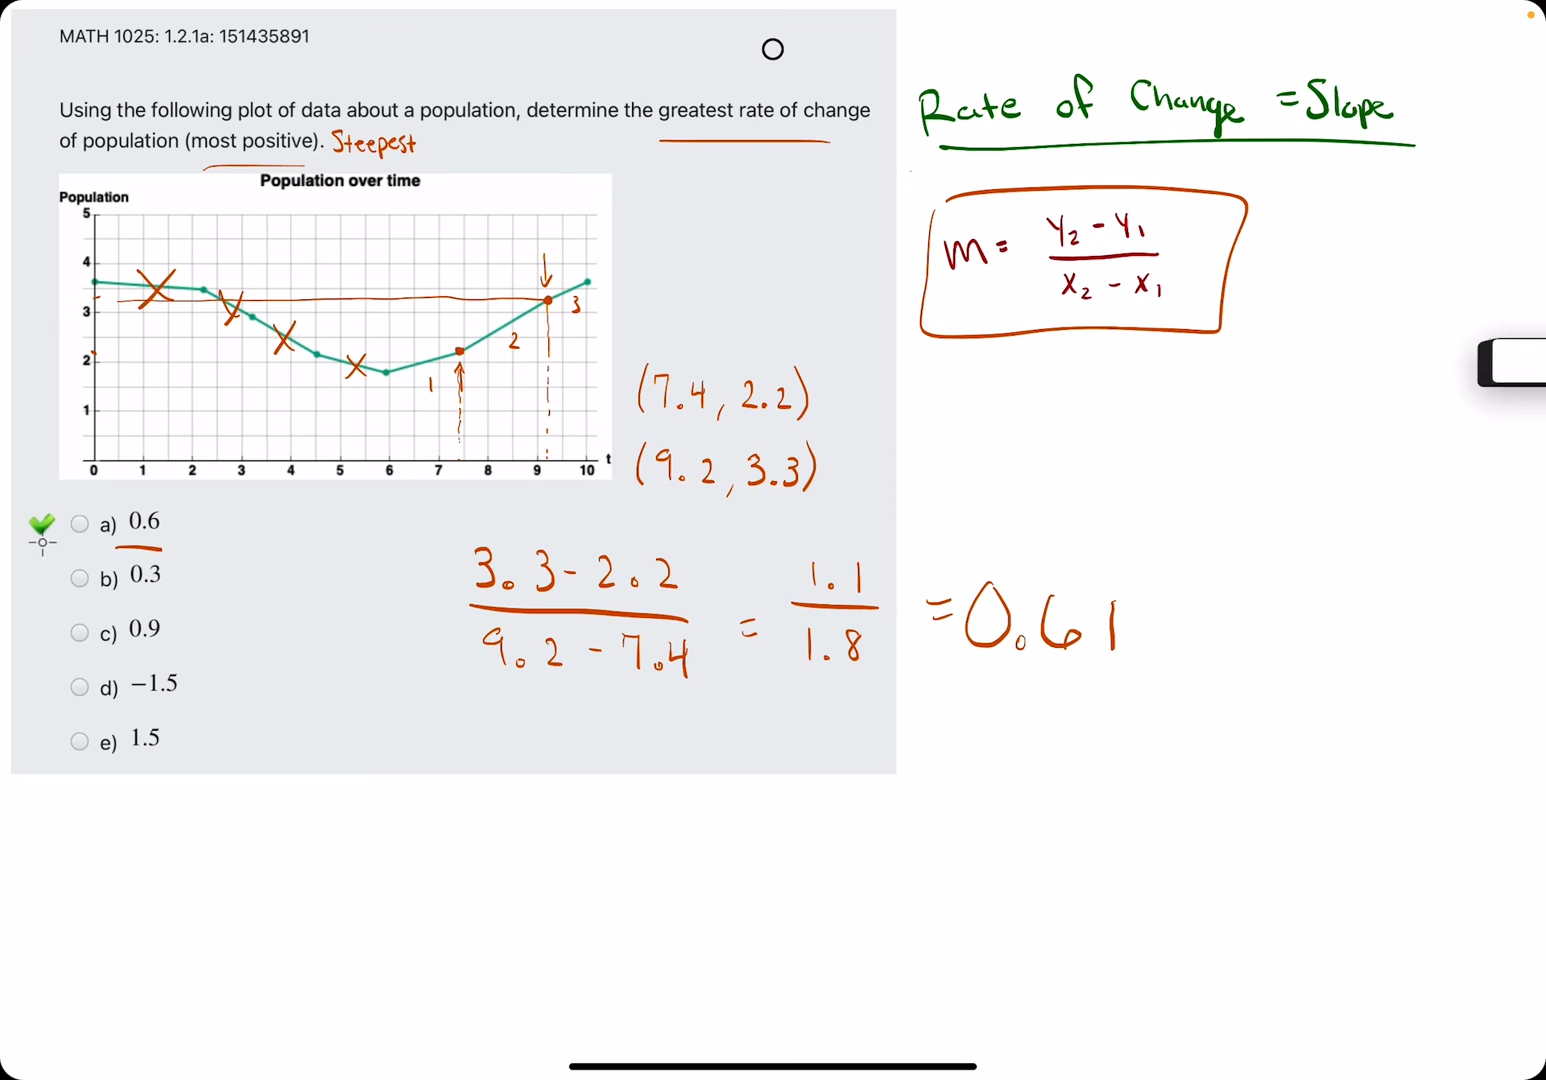 MATH 1025: 1.2.1a: 151435891
Using the following plot of data about a population, determine the greatest rate of change
of population (most positive). Steepest
Population over time
Population
5
4
3
2
1
0 1 2 3 4 5 6 7 8 9 10 t
1
2
3
(7.4, 2.2)
(9.2, 3.3)
a) 0.6
b) 0.3
c) 0.9
d) −1.5
e) 1.5
3.3 - 2.2 / 9.2 - 7.4 = 1.1 / 1.8 = 0.61
Rate of Change = Slope
m = Y₂ - Y₁ / X₂ - X₁